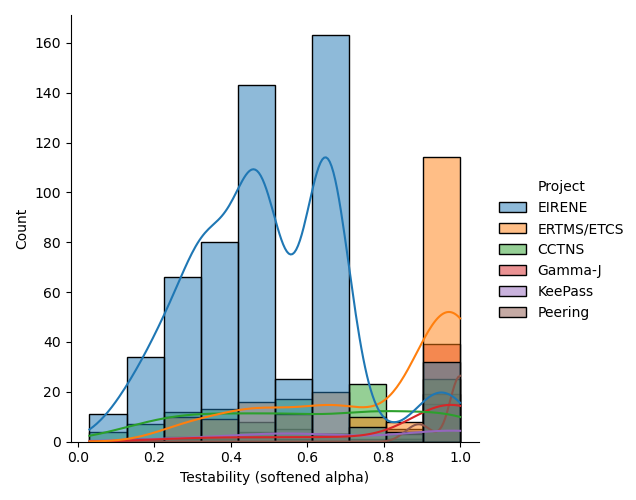 160
140
120
100
80
60
40
20
0
Count
0.0 0.2 0.4 0.6 0.8 1.0
Testability (softened alpha)
Project
EIRENE
ERTMS/ETCS
CCTNS
Gamma-J
KeePass
Peering